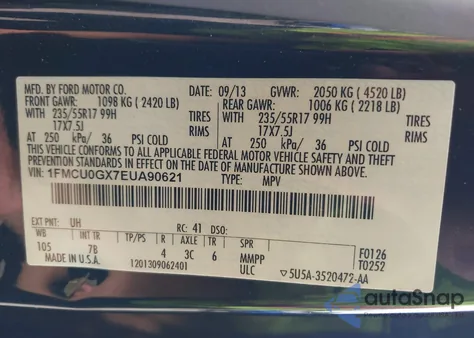 MFD. BY FORD MOTOR CO. DATE: 09/13 GVWR: 2050 KG (4520 LB)
FRONT GAWR: 1098 KG (2420 LB) REAR GAWR: 1006 KG (2218 LB)
WITH 235/55R17 99H TIRES WITH 235/55R17 99H TIRES
17X7.5J RIMS 17X7.5J RIMS
AT 250 kPa/ 36 PSI COLD AT 250 kPa/ 36 PSI COLD
THIS VEHICLE CONFORMS TO ALL APPLICABLE FEDERAL MOTOR VEHICLE SAFETY AND BUMPER
AND THEFT PREVENTION STANDARDS IN EFFECT ON THE DATE OF MANUFACTURE SHOWN ABOVE.
VIN: 1FMCU0GX7EUA90621 TYPE: MPV
EXT PNT: UH RC: 41 DSO: F0126
WB BRK INT TR TP/PS R AXLE TR SPR T0252
105 7B 4 3C 6 MMPP
MADE IN U.S.A. 1201309062401 ULC ▽5U5A-3520472-AA
autoSnap